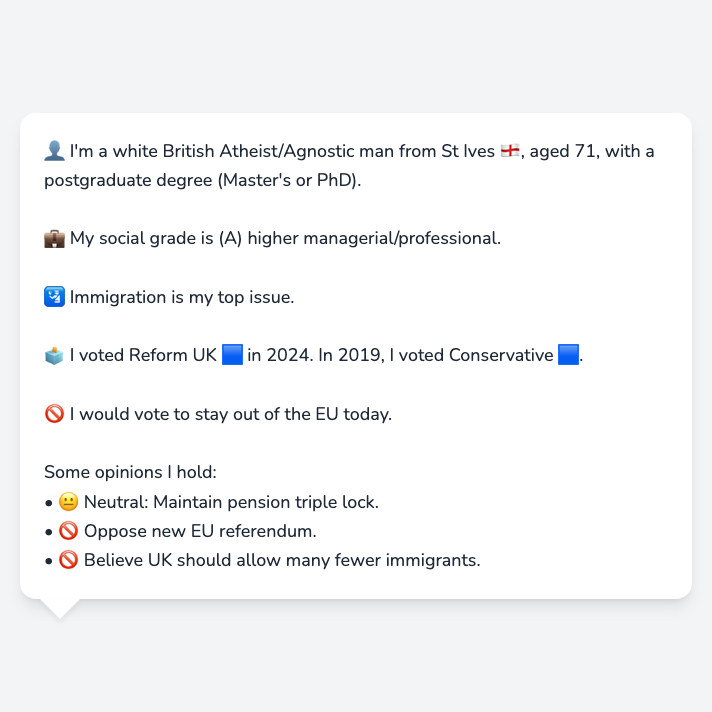 👤 I'm a white British Atheist/Agnostic man from St Ives 🏴󠁧󠁢󠁥󠁮󠁧󠁿, aged 71, with a
postgraduate degree (Master's or PhD).
💼 My social grade is (A) higher managerial/professional.
🛂 Immigration is my top issue.
🗳️ I voted Reform UK 🟦 in 2024. In 2019, I voted Conservative 🟦.
🚫 I would vote to stay out of the EU today.
Some opinions I hold:
• 😐 Neutral: Maintain pension triple lock.
• 🚫 Oppose new EU referendum.
• 🚫 Believe UK should allow many fewer immigrants.